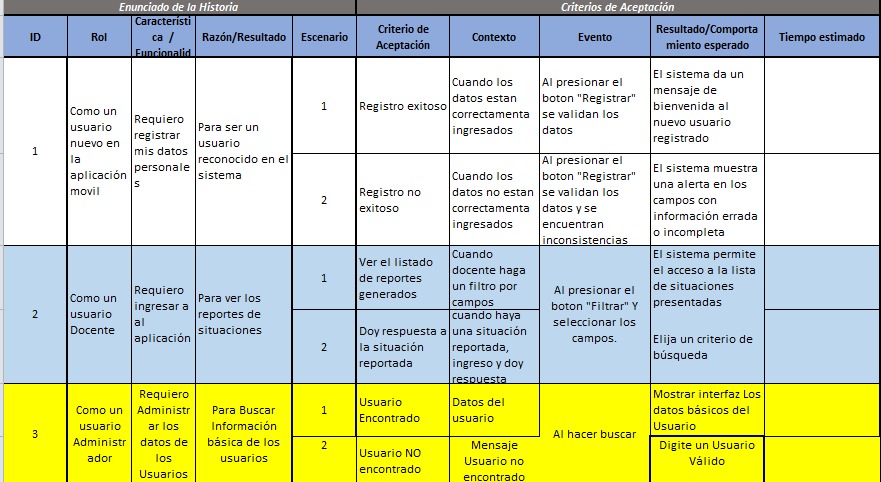 Enunciado de la Historia
Criterios de Aceptación
ID
Rol
Característi
ca /
Funcionalid
Razón/Resultado
Escenario
Criterio de
Aceptación
Contexto
Evento
Resultado/Comporta
miento esperado
Tiempo estimado
1
Como un
usuario
nuevo en
la
aplicación
movil
Requiero
registrar
mis datos
personale
s
Para ser un
usuario
reconocido en el
sistema
1
Registro exitoso
Cuando los
datos estan
correctamenta
ingresados
Al presionar el
boton "Registrar"
se validan los
datos
El sistema da un
mensaje de
bienvenida al
nuevo usuario
registrado
2
Registro no
exitoso
Cuando los
datos no estan
correctamenta
ingresados
Al presionar el
boton "Registrar"
se validan los
datos y se
encuentran
inconsistencias
El sistema muestra
una alerta en los
campos con
información errada
o incompleta
2
Como un
usuario
Docente
Requiero
ingresar a
al
aplicación
Para ver los
reportes de
situaciones
1
Ver el listado
de reportes
generados
Cuando
docente haga
un filtro por
campos
Al presionar el
boton "Filtrar" Y
seleccionar los
campos.
El sistema permite
el acceso a la lista
de situaciones
presentadas
2
Doy respuesta a
la situación
reportada
cuando haya
una situación
reportada,
ingreso y doy
respuesta
Elija un criterio de
búsqueda
3
Como un
usuario
Administr
ador
Requiero
Administr
ar los
datos de
los
Usuarios
Para Buscar
Información
básica de los
usuarios
1
Usuario
Encontrado
Datos del
usuario
Al hacer buscar
Mostrar interfaz Los
datos básicos del
Usuario
2
Usuario NO
encontrado
Mensaje
Usuario no
encontrado
Digite un Usuario
Válido